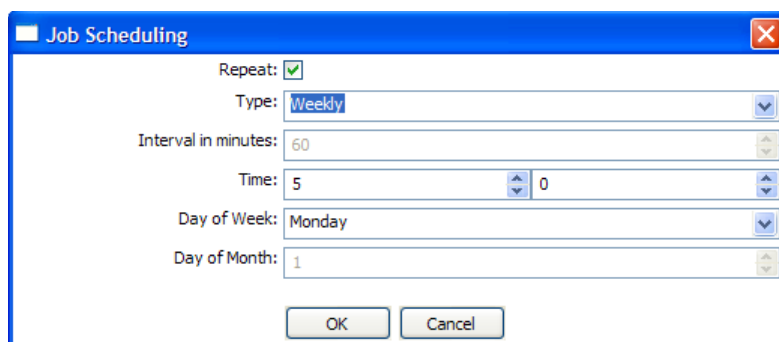 Job Scheduling
Repeat:
Type: Weekly
Interval in minutes: 60
Time: 5 0
Day of Week: Monday
Day of Month: 1
OK Cancel